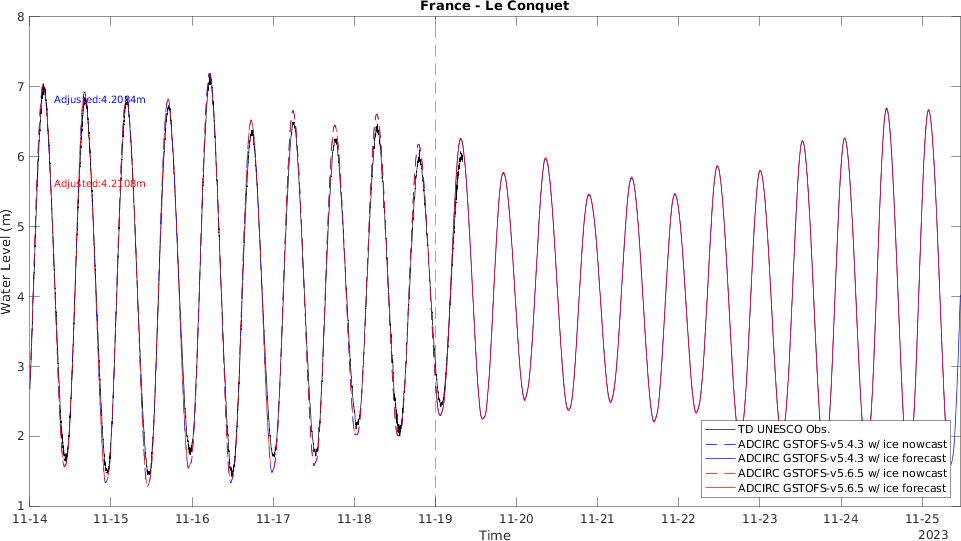 France - Le Conquet
8
7
6
5
4
3
2
1
Water Level (m)
Adjusted:4.2084m
Adjusted:4.2108m
TD UNESCO Obs.
ADCIRC GSTOFS-v5.4.3 w/ ice nowcast
ADCIRC GSTOFS-v5.4.3 w/ ice forecast
ADCIRC GSTOFS-v5.6.5 w/ ice nowcast
ADCIRC GSTOFS-v5.6.5 w/ ice forecast
11-14 11-15 11-16 11-17 11-18 11-19 11-20 11-21 11-22 11-23 11-24 11-25
Time
2023